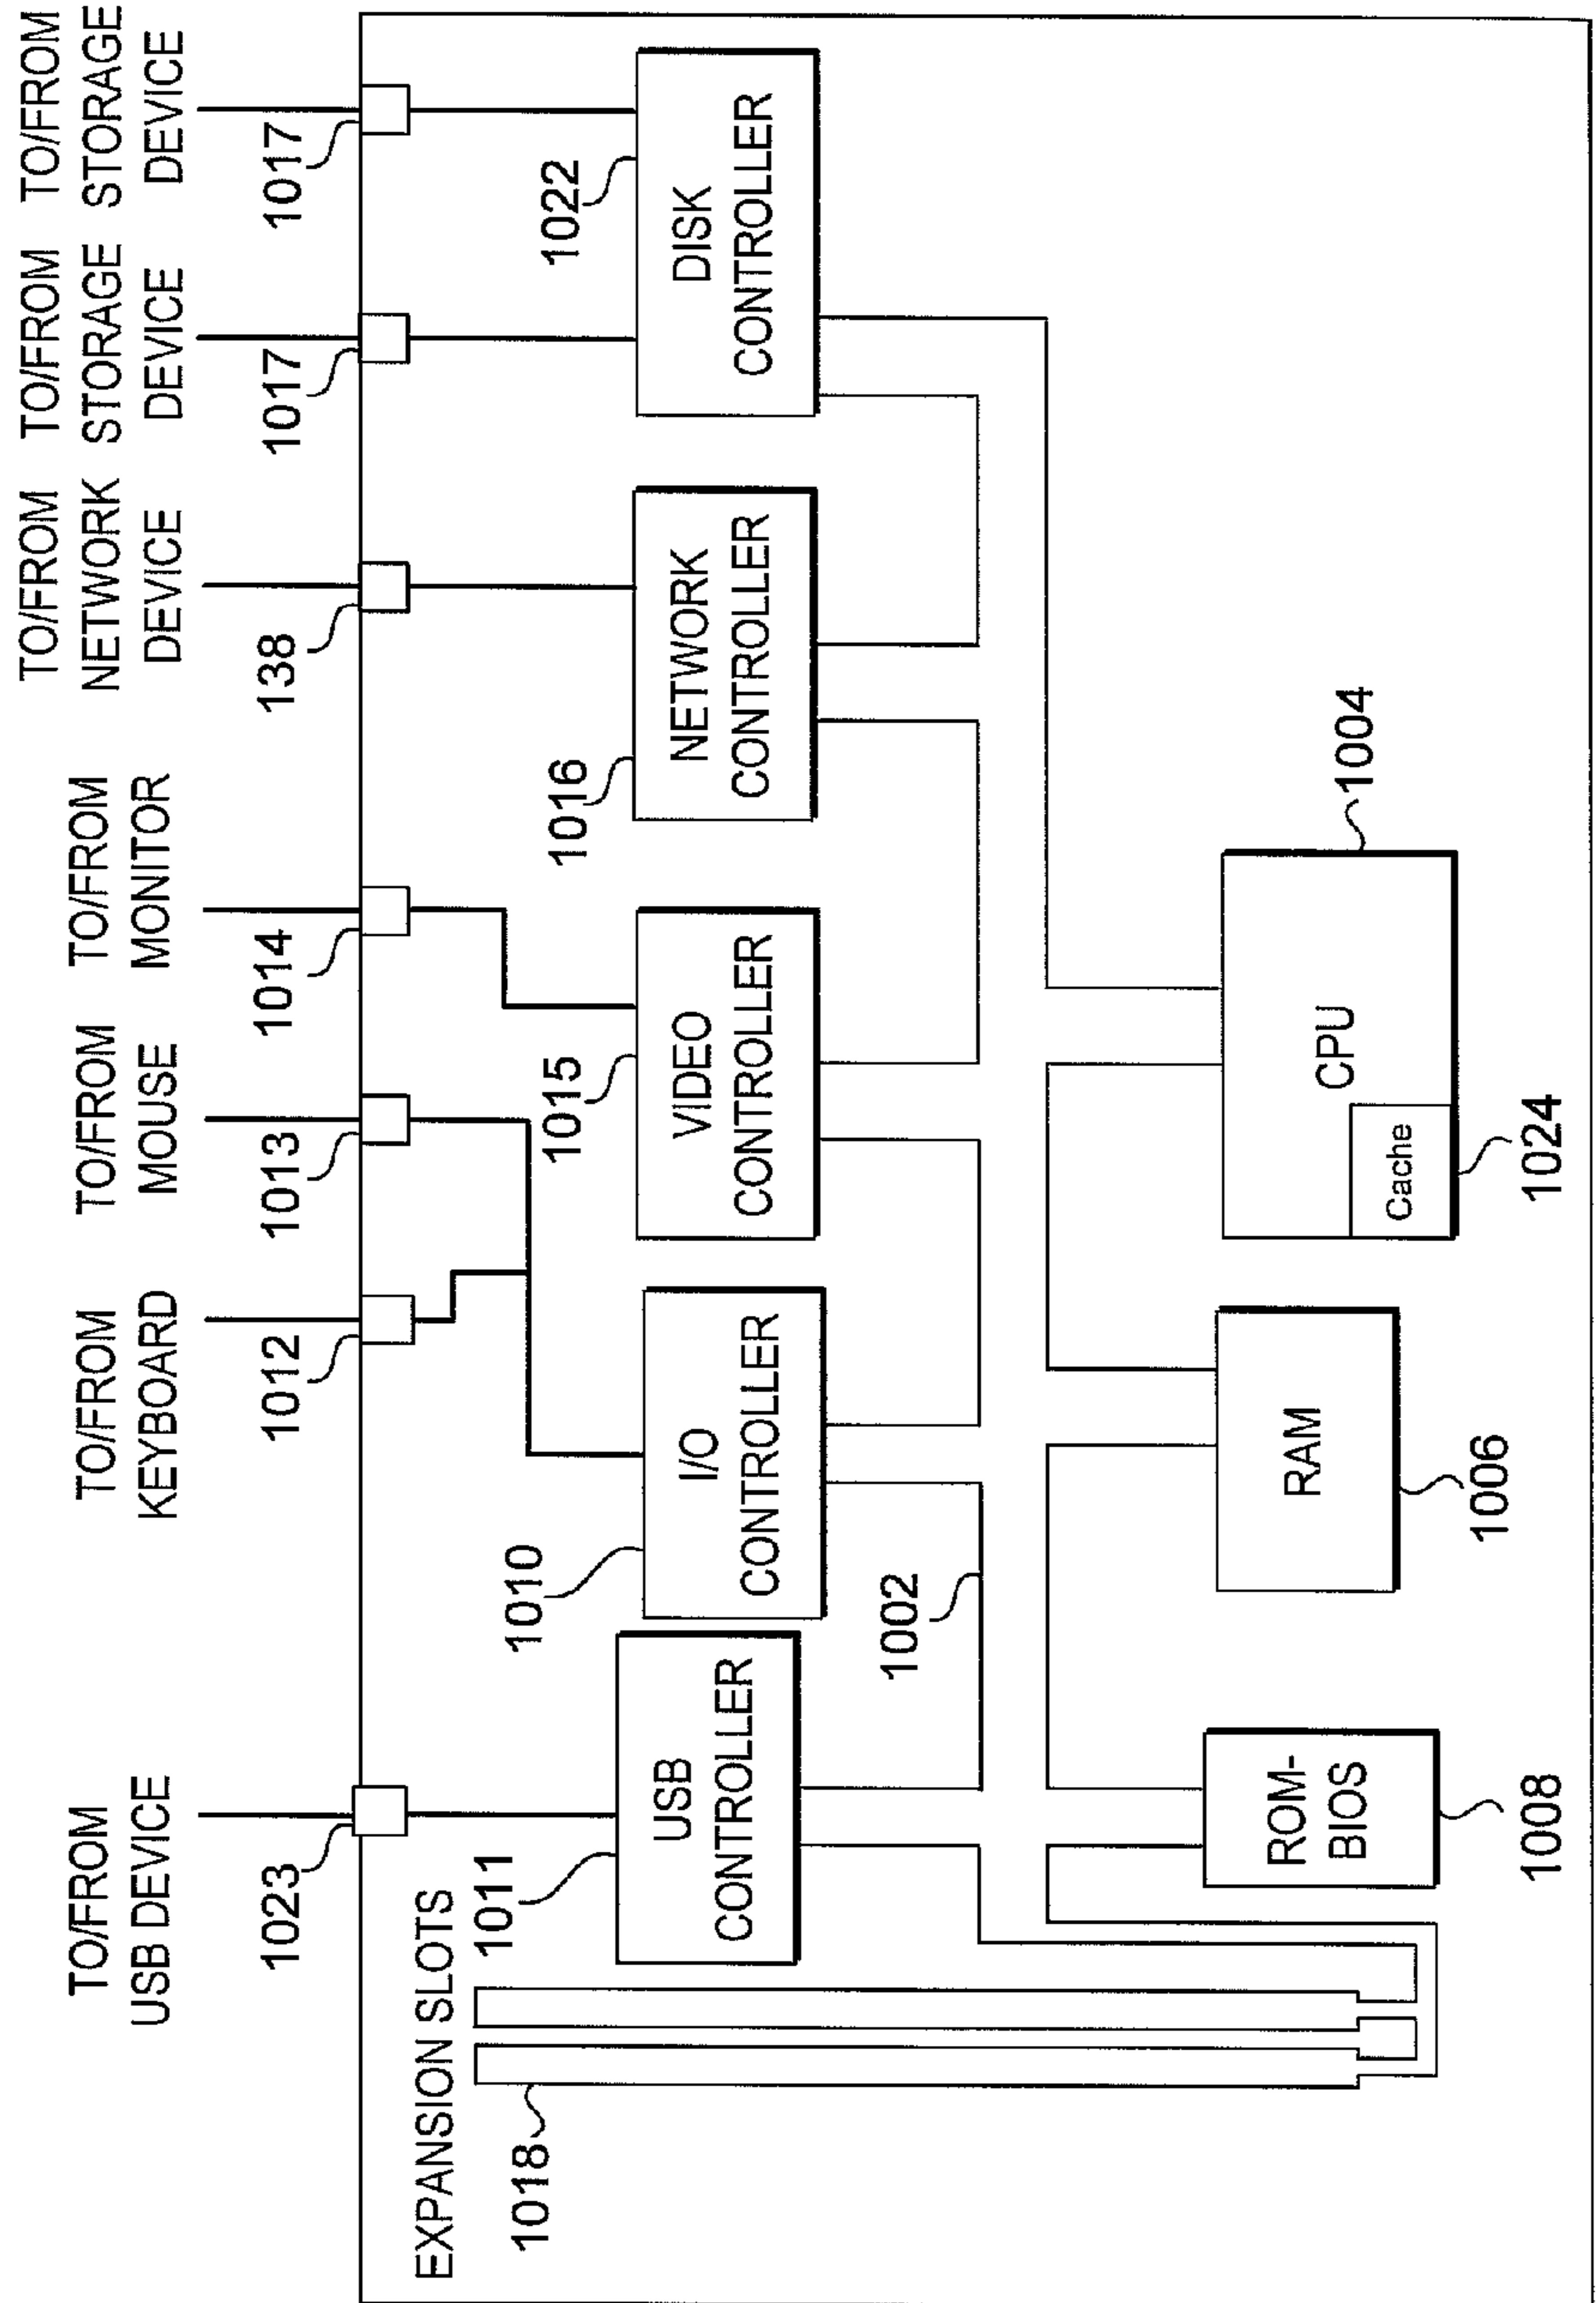 TO/FROM
USB DEVICE
TO/FROM
KEYBOARD
TO/FROM
MOUSE
TO/FROM
MONITOR
TO/FROM
NETWORK
DEVICE
TO/FROM
STORAGE
DEVICE
TO/FROM
STORAGE
DEVICE
1023
1012
1013
1014
138
1017
1017
EXPANSION SLOTS
1018
1011
USB
CONTROLLER
1010
I/O
CONTROLLER
1015
VIDEO
CONTROLLER
1016
NETWORK
CONTROLLER
1022
DISK
CONTROLLER
1002
ROM-
BIOS
1008
RAM
1006
CPU
Cache
1024
1004